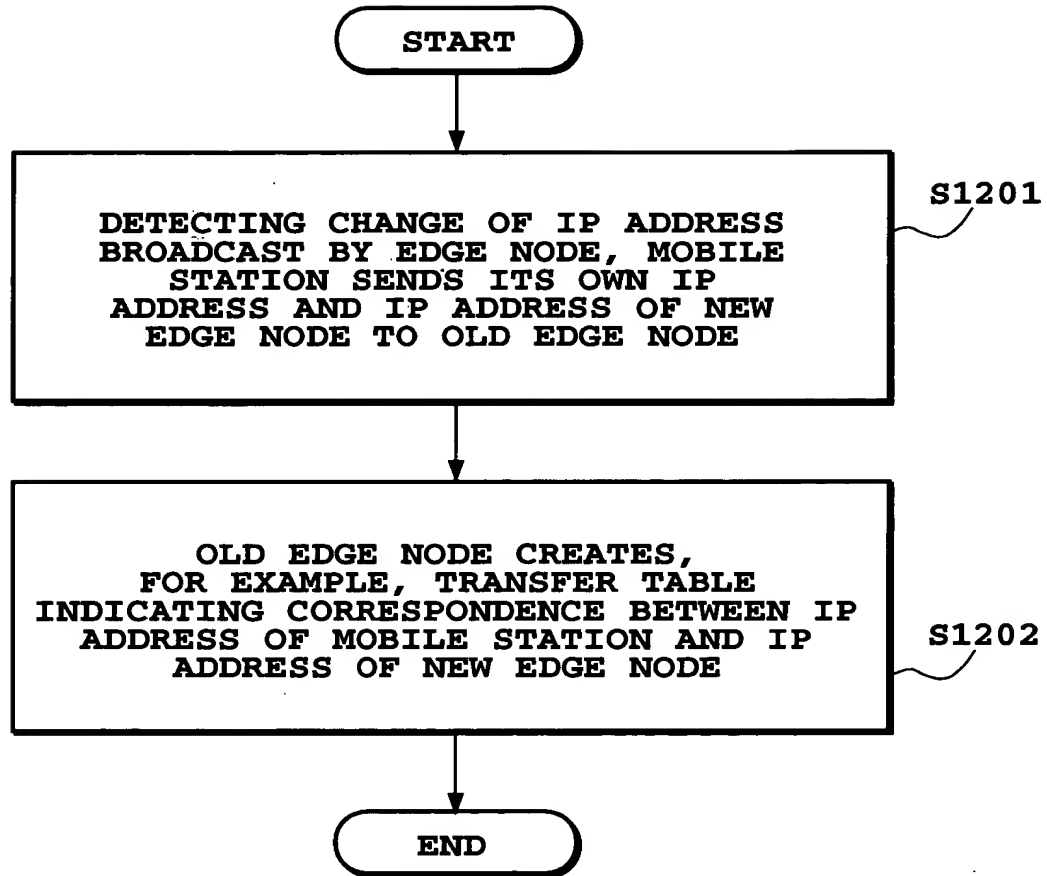 START
DETECTING CHANGE OF IP ADDRESS
BROADCAST BY EDGE NODE, MOBILE
STATION SENDS ITS OWN IP
ADDRESS AND IP ADDRESS OF NEW
EDGE NODE TO OLD EDGE NODE
S1201
OLD EDGE NODE CREATES,
FOR EXAMPLE, TRANSFER TABLE
INDICATING CORRESPONDENCE BETWEEN IP
ADDRESS OF MOBILE STATION AND IP
ADDRESS OF NEW EDGE NODE
S1202
END